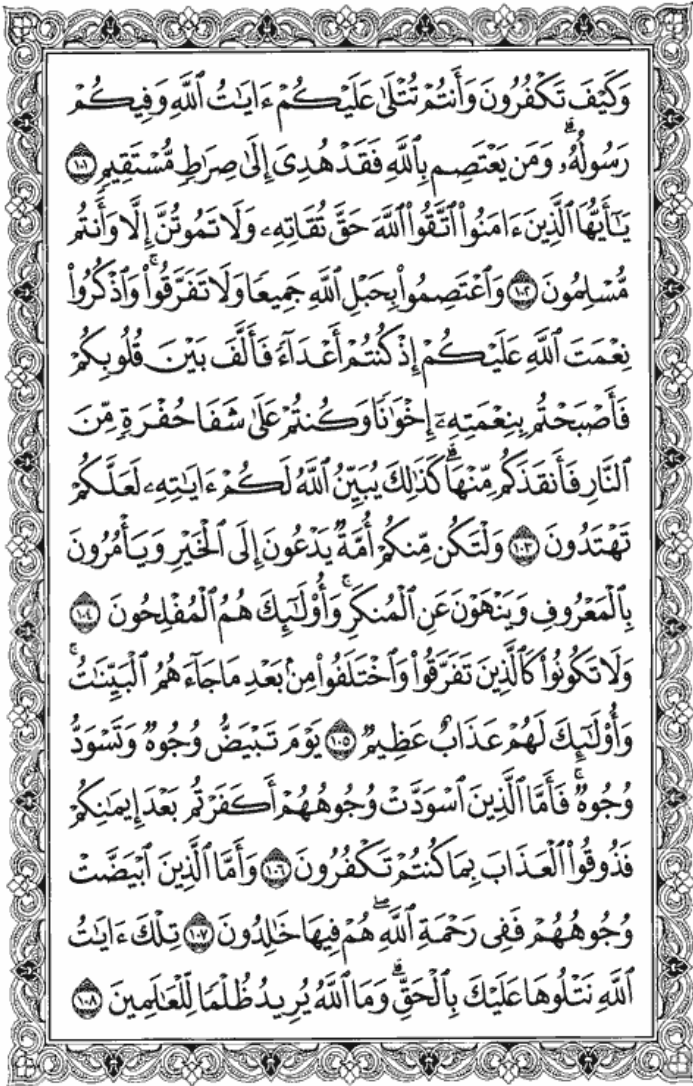 وَكَيْفَ تَكْفُرُونَ وَأَنتُمْ تُتْلَىٰ عَلَيْكُمْ ءَايَٰتُ ٱللَّهِ وَفِيكُمْ
رَسُولُهُۥ ۗ وَمَن يَعْتَصِم بِٱللَّهِ فَقَدْ هُدِىَ إِلَىٰ صِرَٰطٍ مُّسْتَقِيمٍ ١٠١
يَٰٓأَيُّهَا ٱلَّذِينَ ءَامَنُوا۟ ٱتَّقُوا۟ ٱللَّهَ حَقَّ تُقَاتِهِۦ وَلَا تَمُوتُنَّ إِلَّا وَأَنتُم
مُّسْلِمُونَ ١٠٢ وَٱعْتَصِمُوا۟ بِحَبْلِ ٱللَّهِ جَمِيعًا وَلَا تَفَرَّقُوا۟ ۚ وَٱذْكُرُوا۟
نِعْمَتَ ٱللَّهِ عَلَيْكُمْ إِذْ كُنتُمْ أَعْدَآءً فَأَلَّفَ بَيْنَ قُلُوبِكُمْ
فَأَصْبَحْتُم بِنِعْمَتِهِۦٓ إِخْوَٰنًا وَكُنتُمْ عَلَىٰ شَفَا حُفْرَةٍ مِّنَ
ٱلنَّارِ فَأَنقَذَكُم مِّنْهَا ۗ كَذَٰلِكَ يُبَيِّنُ ٱللَّهُ لَكُمْ ءَايَٰتِهِۦ لَعَلَّكُمْ
تَهْتَدُونَ ١٠٣ وَلْتَكُن مِّنكُمْ أُمَّةٌ يَدْعُونَ إِلَى ٱلْخَيْرِ وَيَأْمُرُونَ
بِٱلْمَعْرُوفِ وَيَنْهَوْنَ عَنِ ٱلْمُنكَرِ ۚ وَأُو۟لَٰٓئِكَ هُمُ ٱلْمُفْلِحُونَ ١٠٤
وَلَا تَكُونُوا۟ كَٱلَّذِينَ تَفَرَّقُوا۟ وَٱخْتَلَفُوا۟ مِنۢ بَعْدِ مَا جَآءَهُمُ ٱلْبَيِّنَٰتُ ۚ
وَأُو۟لَٰٓئِكَ لَهُمْ عَذَابٌ عَظِيمٌ ١٠٥ يَوْمَ تَبْيَضُّ وُجُوهٌ وَتَسْوَدُّ
وُجُوهٌ ۚ فَأَمَّا ٱلَّذِينَ ٱسْوَدَّتْ وُجُوهُهُمْ أَكَفَرْتُم بَعْدَ إِيمَٰنِكُمْ
فَذُوقُوا۟ ٱلْعَذَابَ بِمَا كُنتُمْ تَكْفُرُونَ ١٠٦ وَأَمَّا ٱلَّذِينَ ٱبْيَضَّتْ
وُجُوهُهُمْ فَفِى رَحْمَةِ ٱللَّهِ ۖ هُمْ فِيهَا خَٰلِدُونَ ١٠٧ تِلْكَ ءَايَٰتُ
ٱللَّهِ نَتْلُوهَا عَلَيْكَ بِٱلْحَقِّ ۗ وَمَا ٱللَّهُ يُرِيدُ ظُلْمًا لِّلْعَٰلَمِينَ ١٠٨